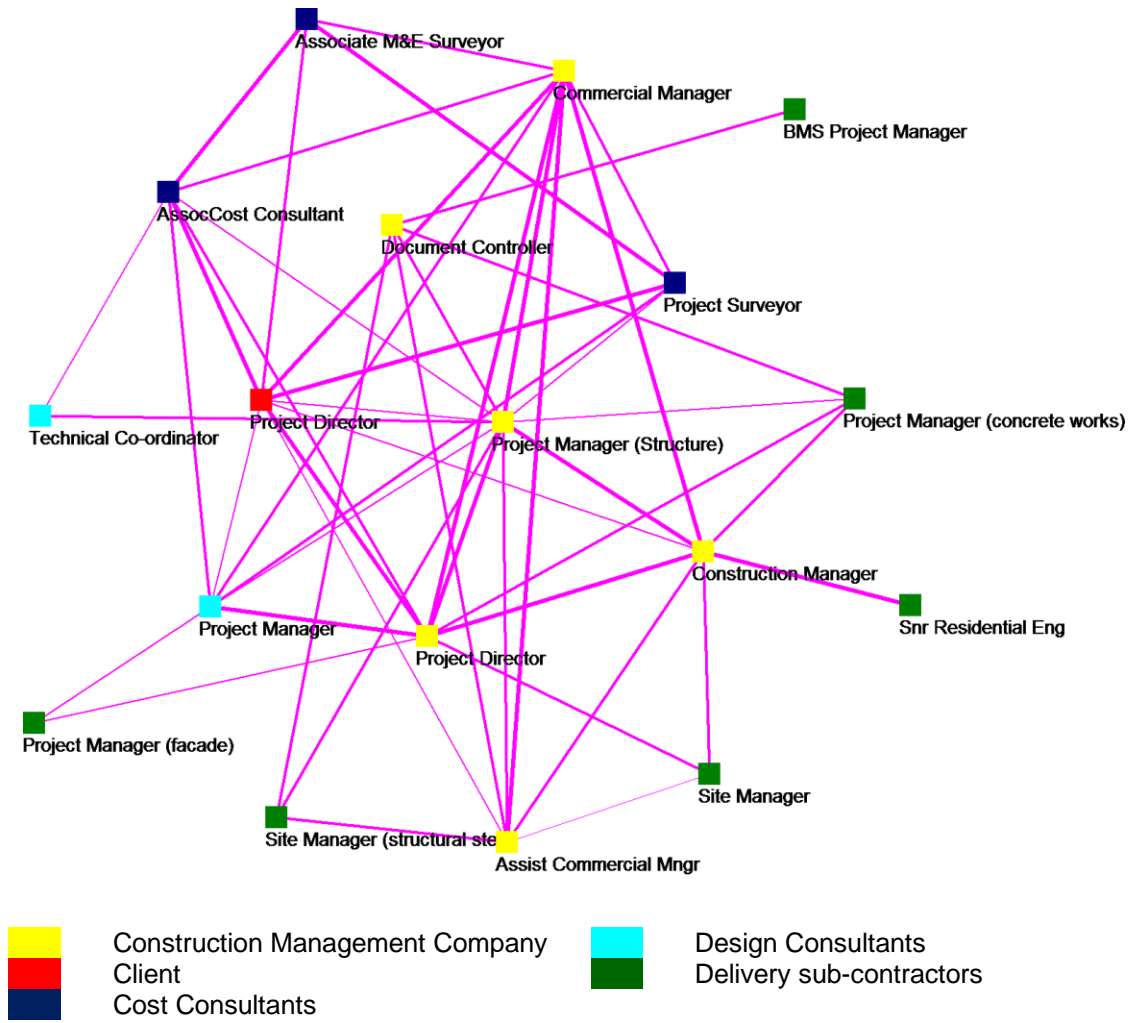 Associate M&E Surveyor
Commercial Manager
BMS Project Manager
AssocCost Consultant
Document Controller
Project Surveyor
Project Director
Project Manager (concrete works)
Technical Co-ordinator
Project Manager (Structure)
Construction Manager
Snr Residential Eng
Project Manager
Project Director
Project Manager (facade)
Site Manager
Site Manager (structural ste
Assist Commercial Mngr
Construction Management Company
Design Consultants
Client
Delivery sub-contractors
Cost Consultants